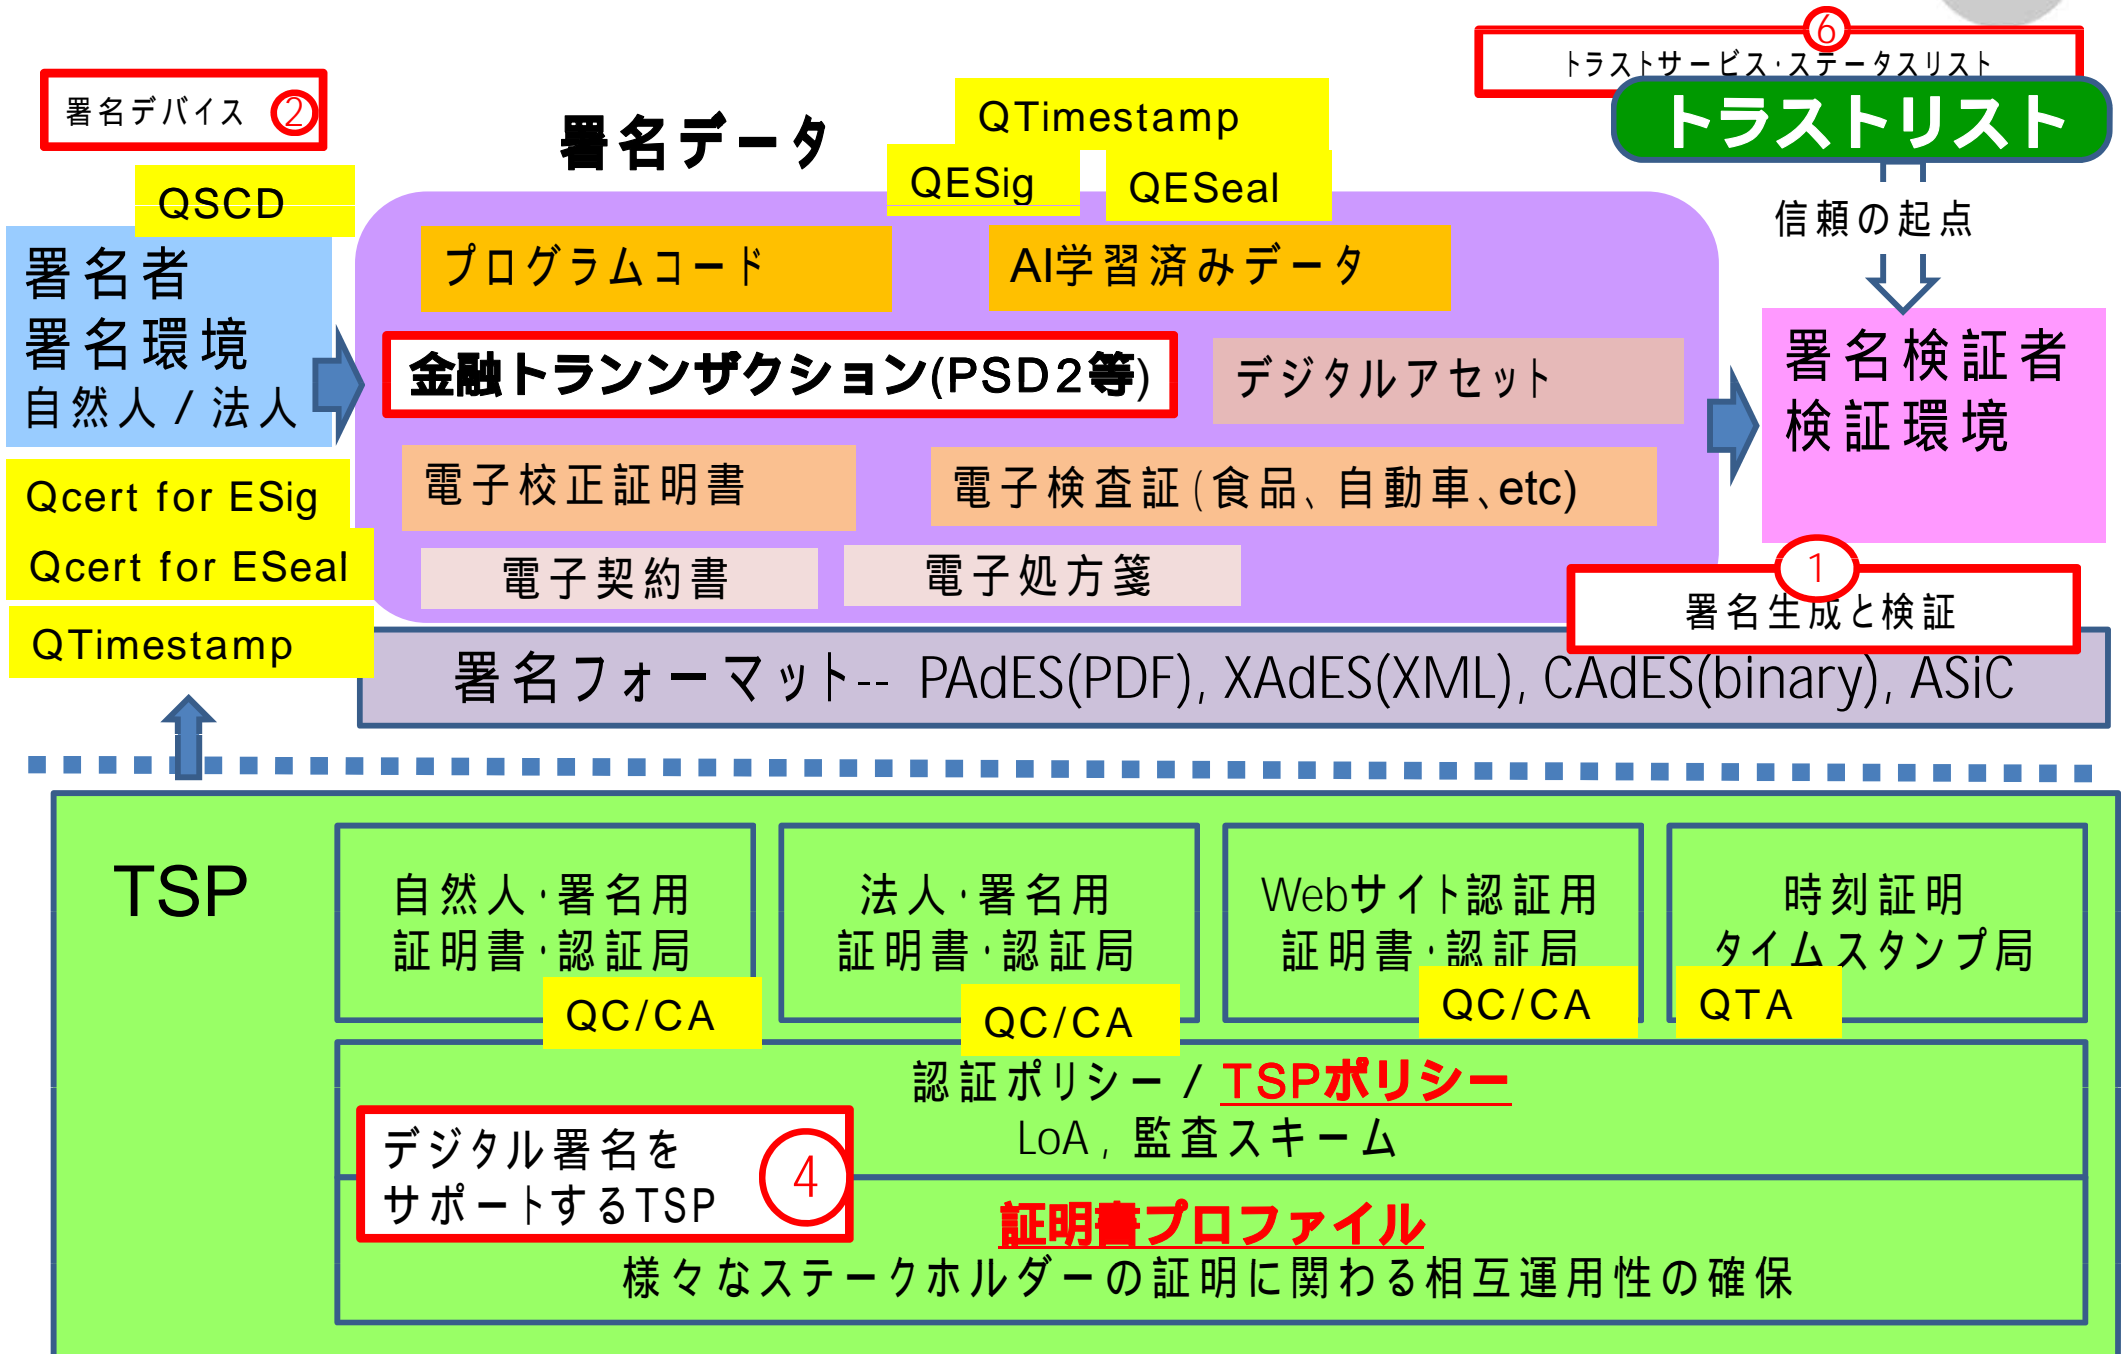 ⑥
トラストサービス・ステータスリスト
トラストリスト
署名デバイス ②
署名データ
QTimestamp
QESig
QESeal
QSCD
信頼の起点
署名者
署名環境
自然人 / 法人
プログラムコード
AI学習済みデータ
金融トランンザクション(PSD2等)
デジタルアセット
署名検証者
検証環境
電子校正証明書
電子検査証(食品、自動車、etc)
Qcert for ESig
Qcert for ESeal
QTimestamp
電子契約書
電子処方箋
①
署名生成と検証
署名フォーマット-- PAdES(PDF), XAdES(XML), CAdES(binary), ASiC
TSP
自然人・署名用
証明書・認証局
QC/CA
法人・署名用
証明書・認証局
QC/CA
Webサイト認証用
証明書・認証局
QC/CA
時刻証明
タイムスタンプ局
QTA
認証ポリシー / TSPポリシー
LoA , 監査スキーム
デジタル署名を
サポートするTSP
④
証明書プロファイル
様々なステークホルダーの証明に関わる相互運用性の確保